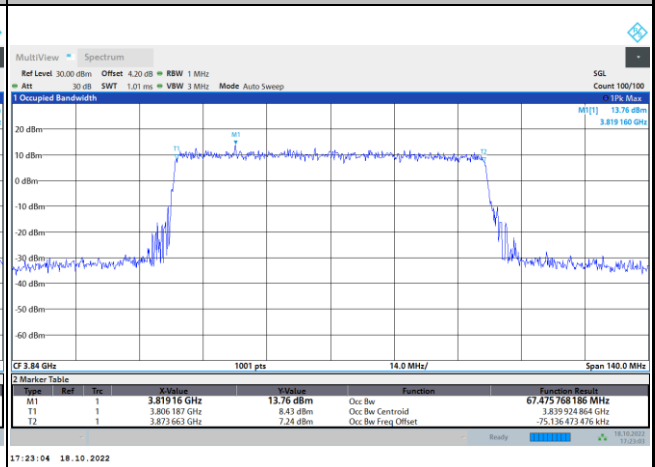 MultiView Spectrum
Ref Level 30.00 dBm Offset 4.20 dB RBW 1 MHz SGL
Att 30 dB SWT 1.01 ms VBW 3 MHz Mode Auto Sweep Count 100/100
1 Occupied Bandwidth 1Pk Max
M1[1] 13.76 dBm
3.819 160 GHz
20 dBm
M1
T1 T2
10 dBm
0 dBm
-10 dBm
-20 dBm
-30 dBm
-40 dBm
-50 dBm
-60 dBm
CF 3.84 GHz 1001 pts 14.0 MHz/ Span 140.0 MHz
2 Marker Table
Type Ref Trc X-Value Y-Value Function Function Result
M1 1 3.819 16 GHz 13.76 dBm Occ Bw 67.475 768 186 MHz
T1 1 3.806 187 GHz 8.43 dBm Occ Bw Centroid 3.839 924 864 GHz
T2 1 3.873 663 GHz 7.24 dBm Occ Bw Freq Offset -75.136 473 476 kHz
Ready 18.10.2022
17:23:03
17:23:04 18.10.2022